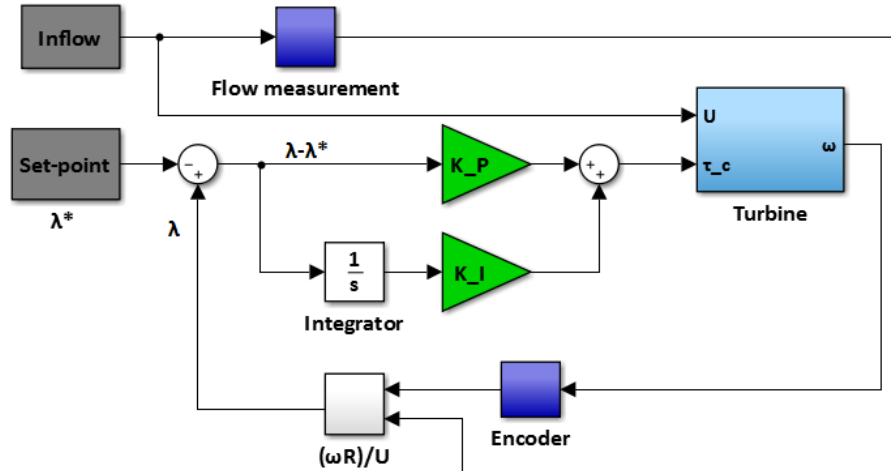 Inflow
Flow measurement
U
ω
τ_c
Turbine
Set-point
λ*
−
+
λ-λ*
K_P
+
+
λ
1
s
Integrator
K_I
(ωR)/U
Encoder